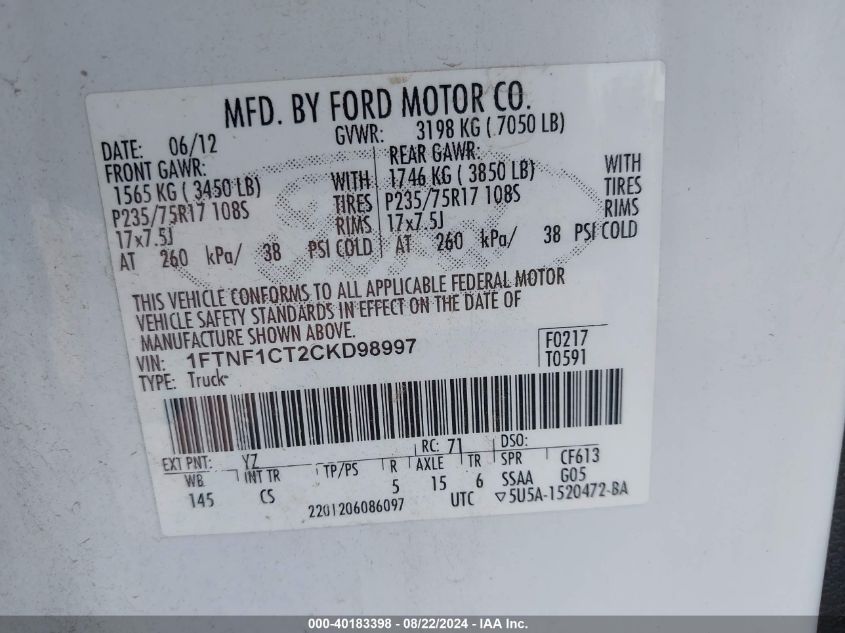 MFD. BY FORD MOTOR CO.
DATE: 06/12 GVWR: 3198 KG ( 7050 LB)
FRONT GAWR: REAR GAWR:
1565 KG ( 3450 LB) WITH 1746 KG ( 3850 LB) WITH
P235/75R17 108S TIRES P235/75R17 108S TIRES
17x7.5J RIMS 17x7.5J RIMS
AT 260 kPa/ 38 PSI COLD AT 260 kPa/ 38 PSI COLD
THIS VEHICLE CONFORMS TO ALL APPLICABLE FEDERAL MOTOR
VEHICLE SAFETY STANDARDS IN EFFECT ON THE DATE OF
MANUFACTURE SHOWN ABOVE.
VIN: 1FTNF1CT2CKD98997 F0217
TYPE: Truck T0591
EXT PNT: YZ RC: 71 DSO:
WB INT TR TP/PS R AXLE TR SPR CF613
145 CS 5 15 6 SSAA G05
2201206086097 UTC ▽5U5A-1520472-BA
000-40183398 - 08/22/2024 - IAA Inc.